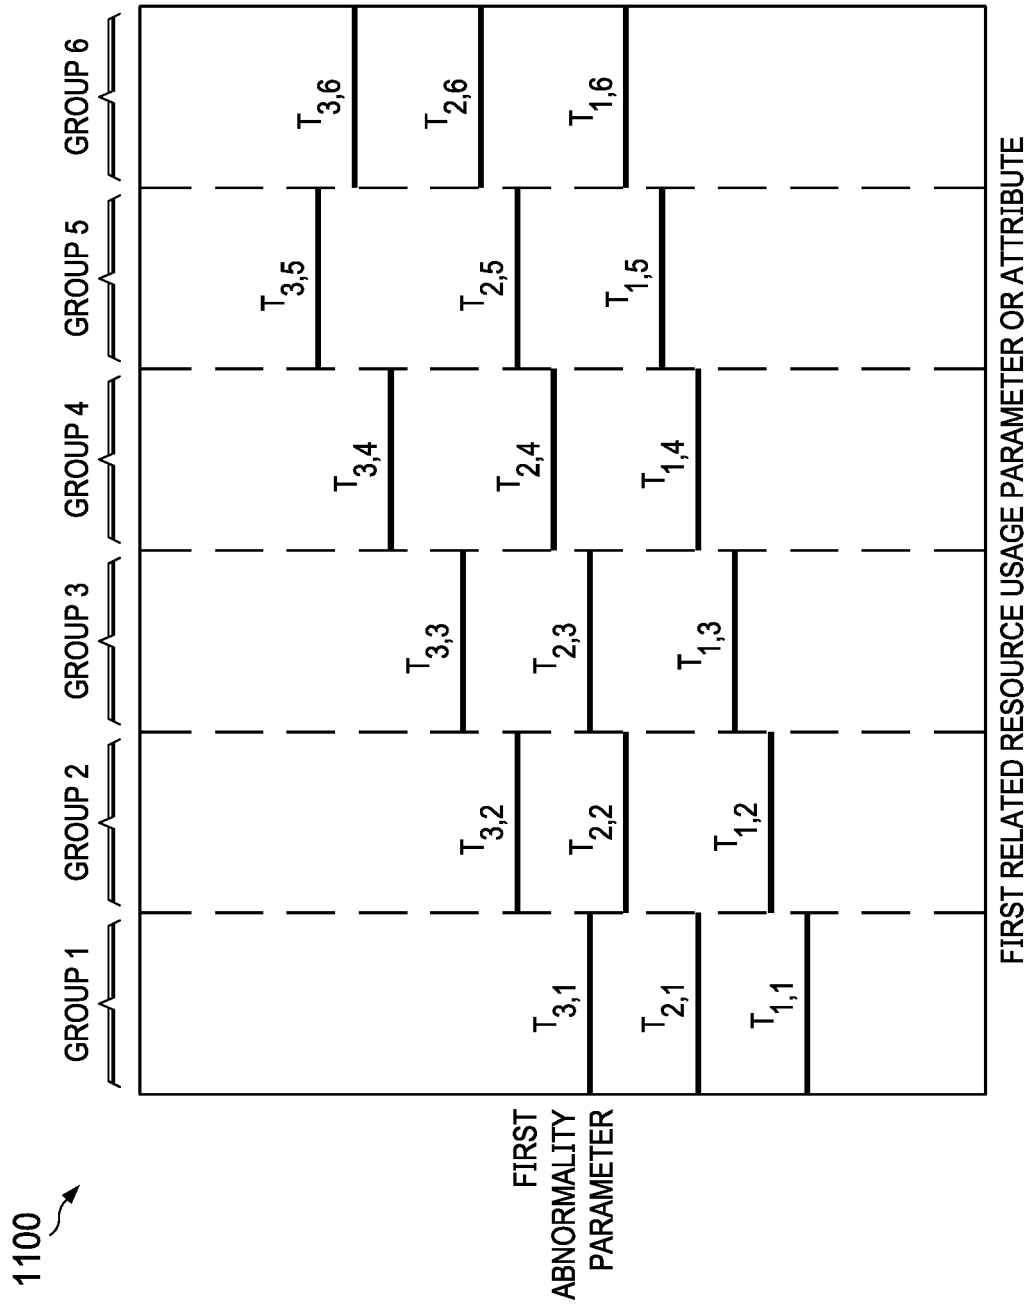 1100
GROUP 1
GROUP 2
GROUP 3
GROUP 4
GROUP 5
GROUP 6
FIRST
ABNORMALITY
PARAMETER
T3,1
T2,1
T1,1
T3,2
T2,2
T1,2
T3,3
T2,3
T1,3
T3,4
T2,4
T1,4
T3,5
T2,5
T1,5
T3,6
T2,6
T1,6
FIRST RELATED RESOURCE USAGE PARAMETER OR ATTRIBUTE